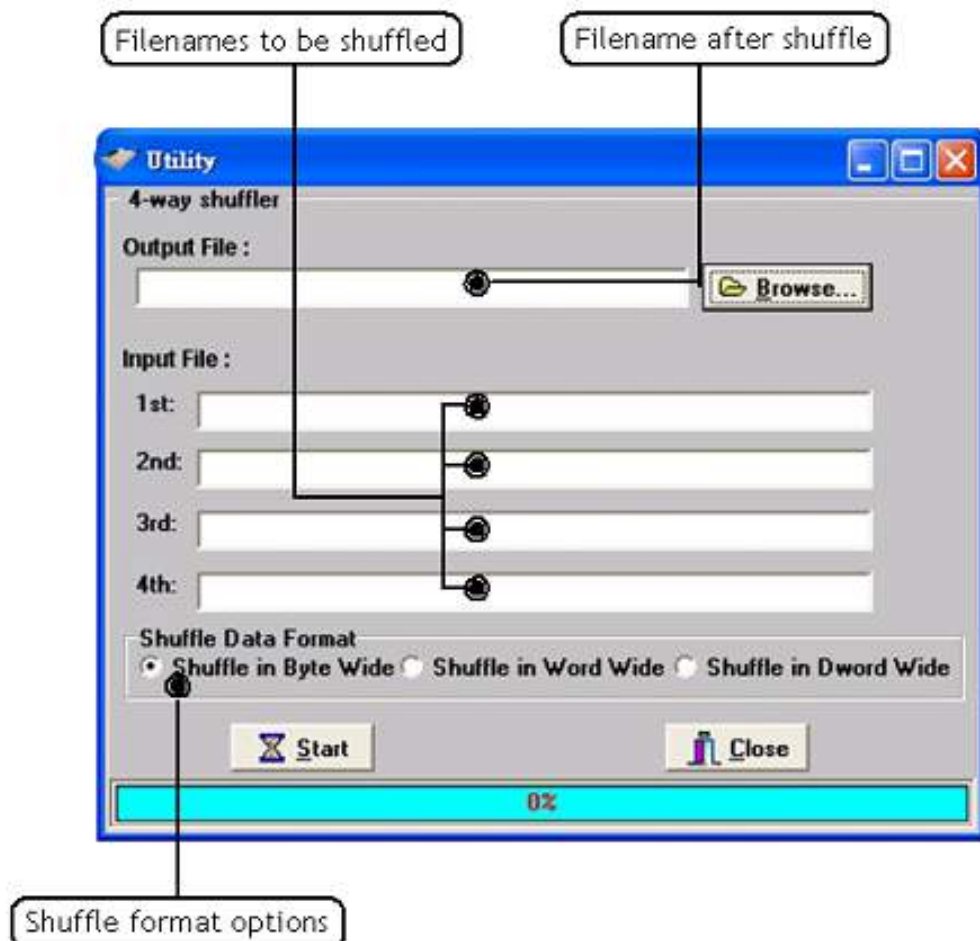 Filenames to be shuffled
Filename after shuffle
Utility
4-way shuffler
Output File :
Browse...
Input File :
1st:
2nd:
3rd:
4th:
Shuffle Data Format
Shuffle in Byte Wide
Shuffle in Word Wide
Shuffle in Dword Wide
Start
Close
0%
Shuffle format options